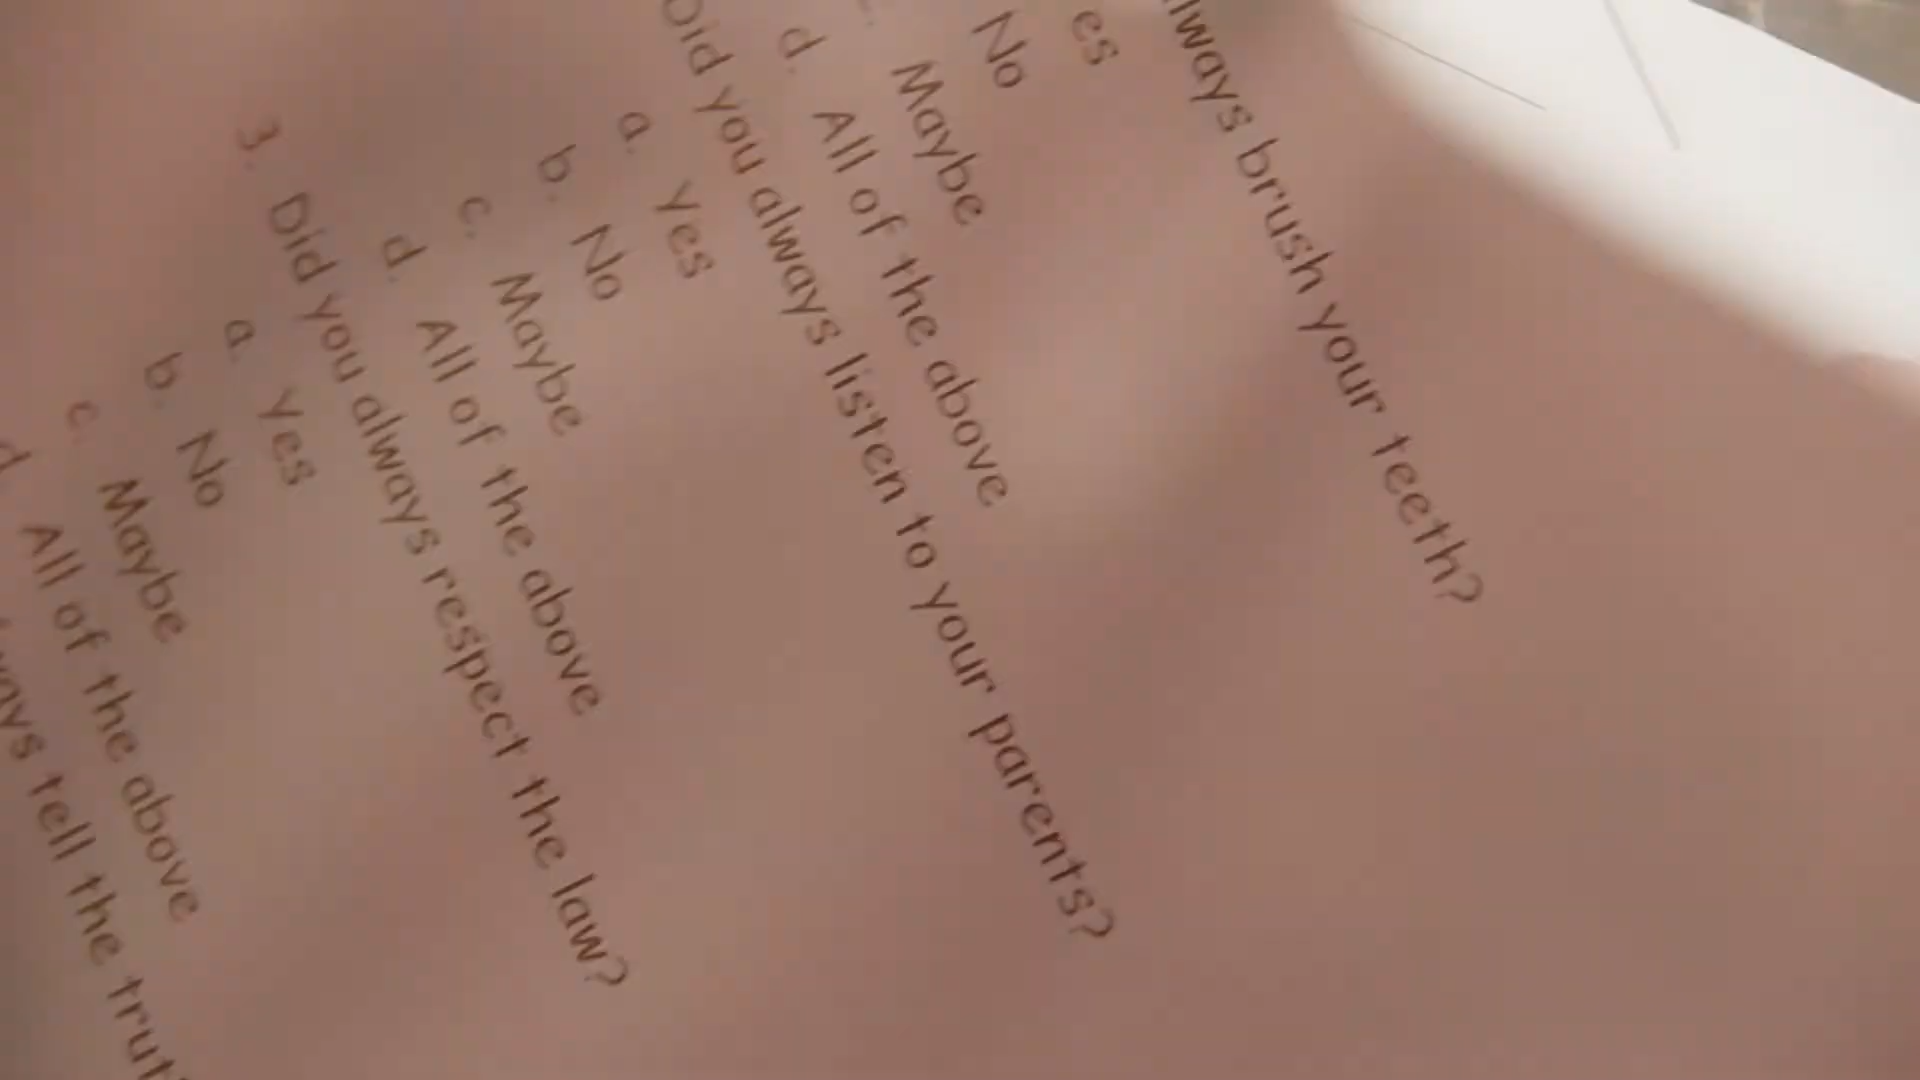 lways brush your teeth?
es
No
Maybe
d. All of the above
Did you always listen to your parents?
a. Yes
b. No
c. Maybe
d. All of the above
3. Did you always respect the law?
a. Yes
b. No
c. Maybe
d. All of the above
ways tell the trut